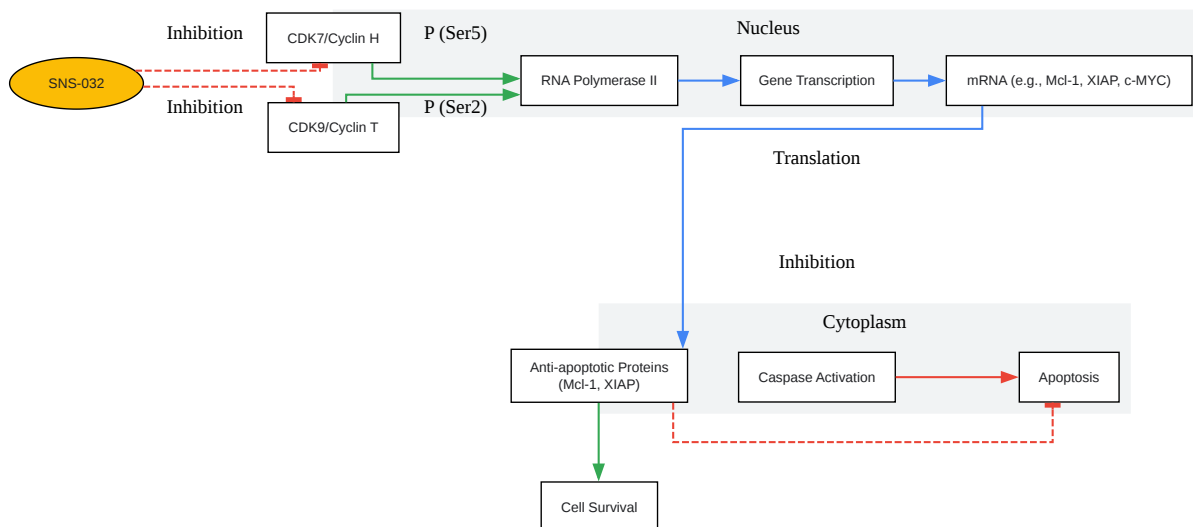 Nucleus
Inhibition
CDK7/Cyclin H
P (Ser5)
SNS-032
RNA Polymerase II
Gene Transcription
mRNA (e.g., Mcl-1, XIAP, c-MYC)
Inhibition
CDK9/Cyclin T
P (Ser2)
Translation
Inhibition
Cytoplasm
Anti-apoptotic Proteins
(Mcl-1, XIAP)
Caspase Activation
Apoptosis
Cell Survival